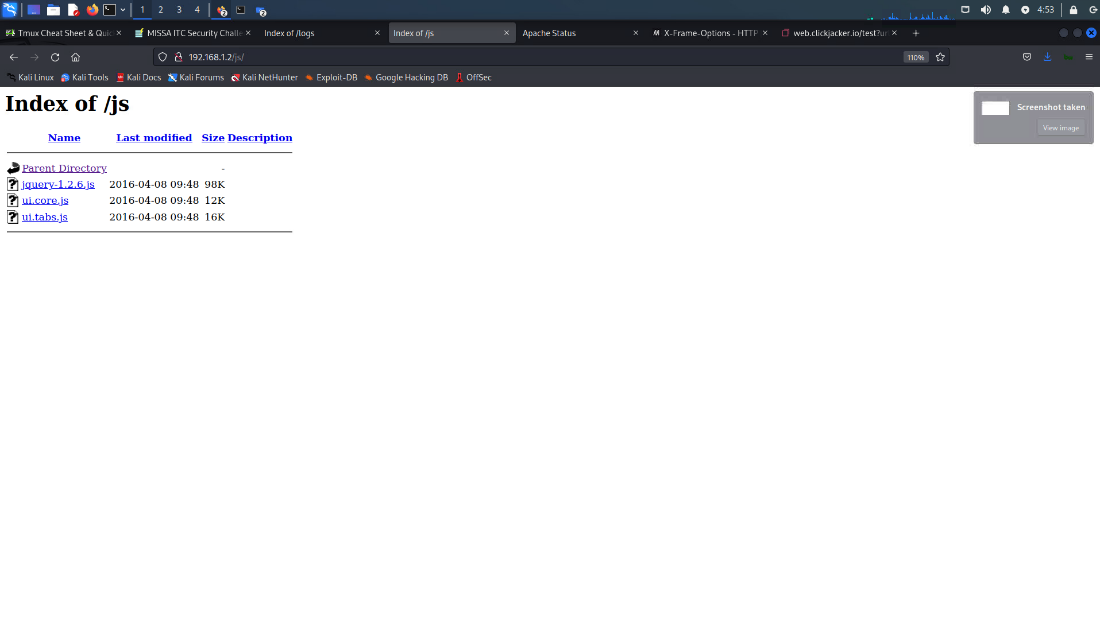 1 2 3 4 2 2 4:53
Tmux Cheat Sheet & Quic MISSA ITC Security Challe Index of /logs Index of /js Apache Status X-Frame-Options - HTTP web.clickjacker.io/test?ur
192.168.1.2/js/ 110%
Kali Linux Kali Tools Kali Docs Kali Forums Kali NetHunter Exploit-DB Google Hacking DB OffSec
Index of /js
Screenshot taken
View image
Name Last modified Size Description
Parent Directory -
jquery-1.2.6.js 2016-04-08 09:48 98K
ui.core.js 2016-04-08 09:48 12K
ui.tabs.js 2016-04-08 09:48 16K